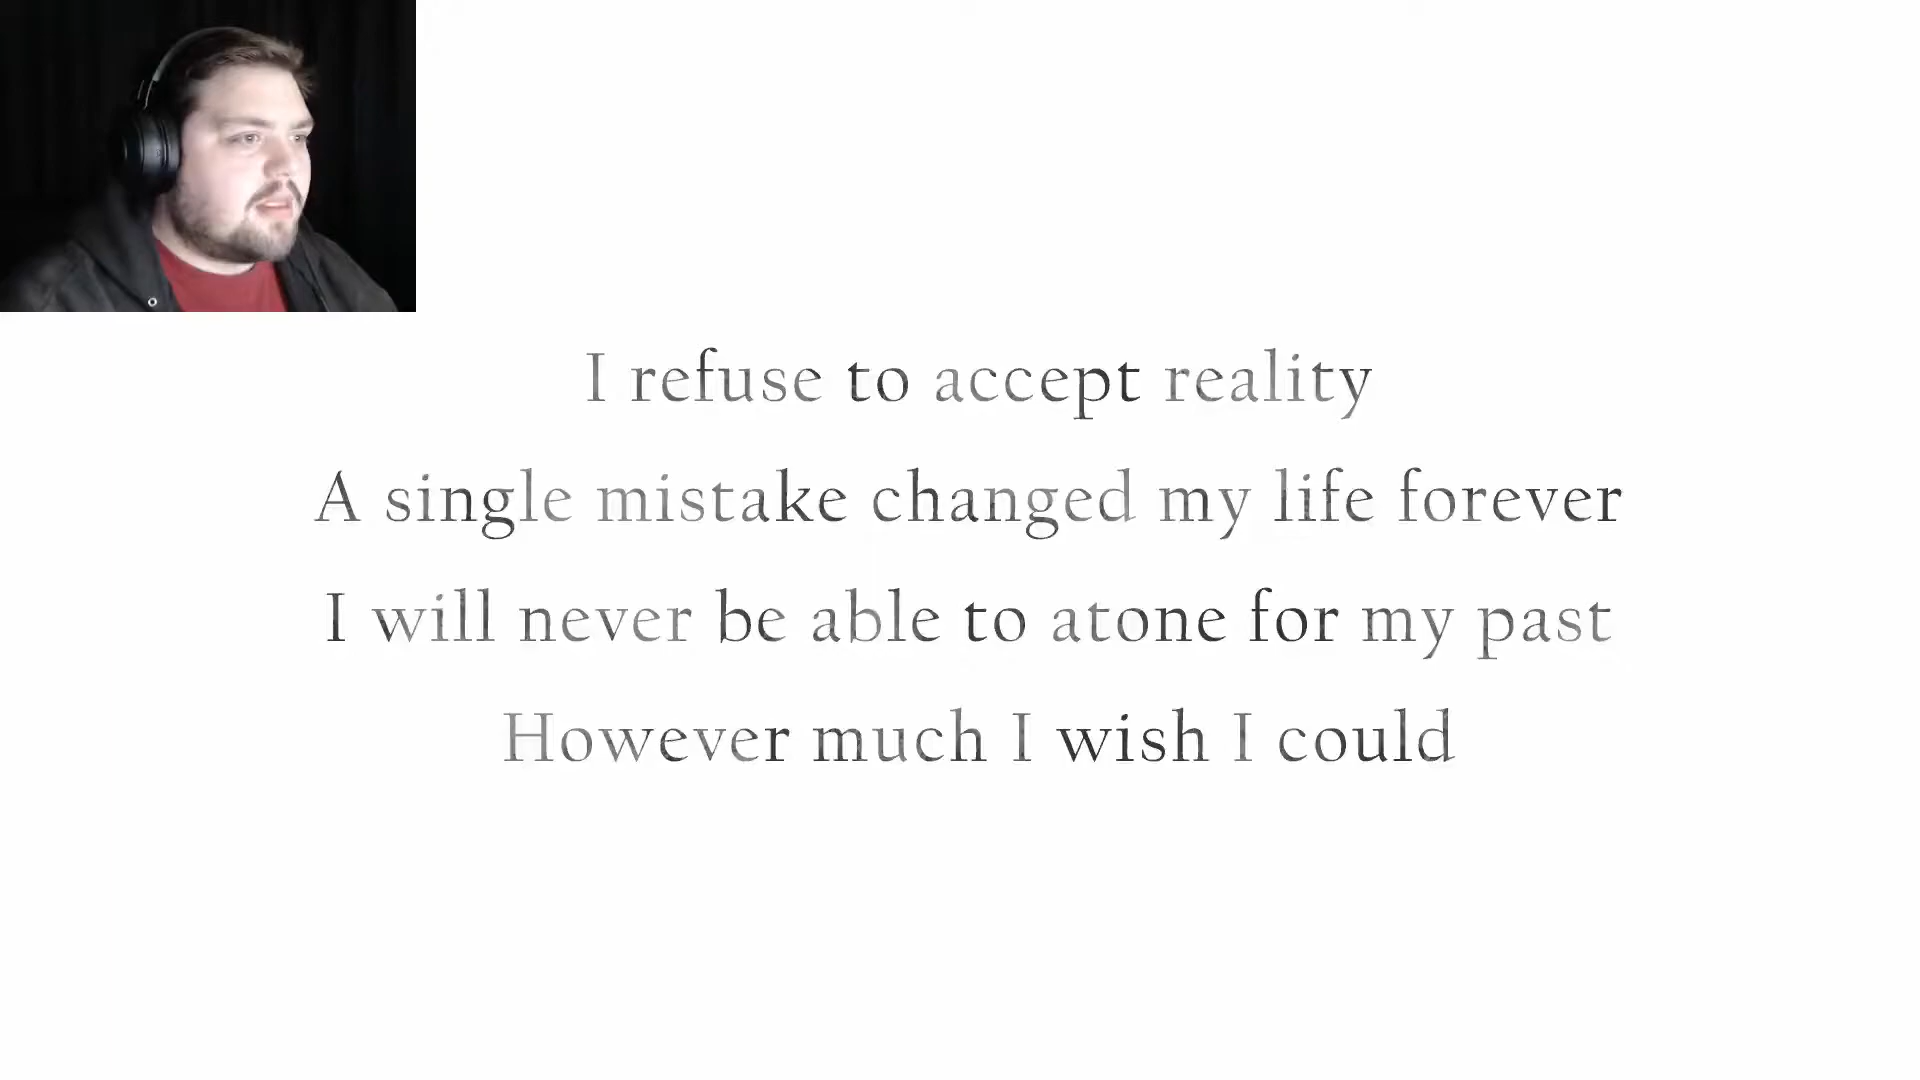 I refuse to accept reality
A single mistake changed my life forever
I will never be able to atone for my past
However much I wish I could